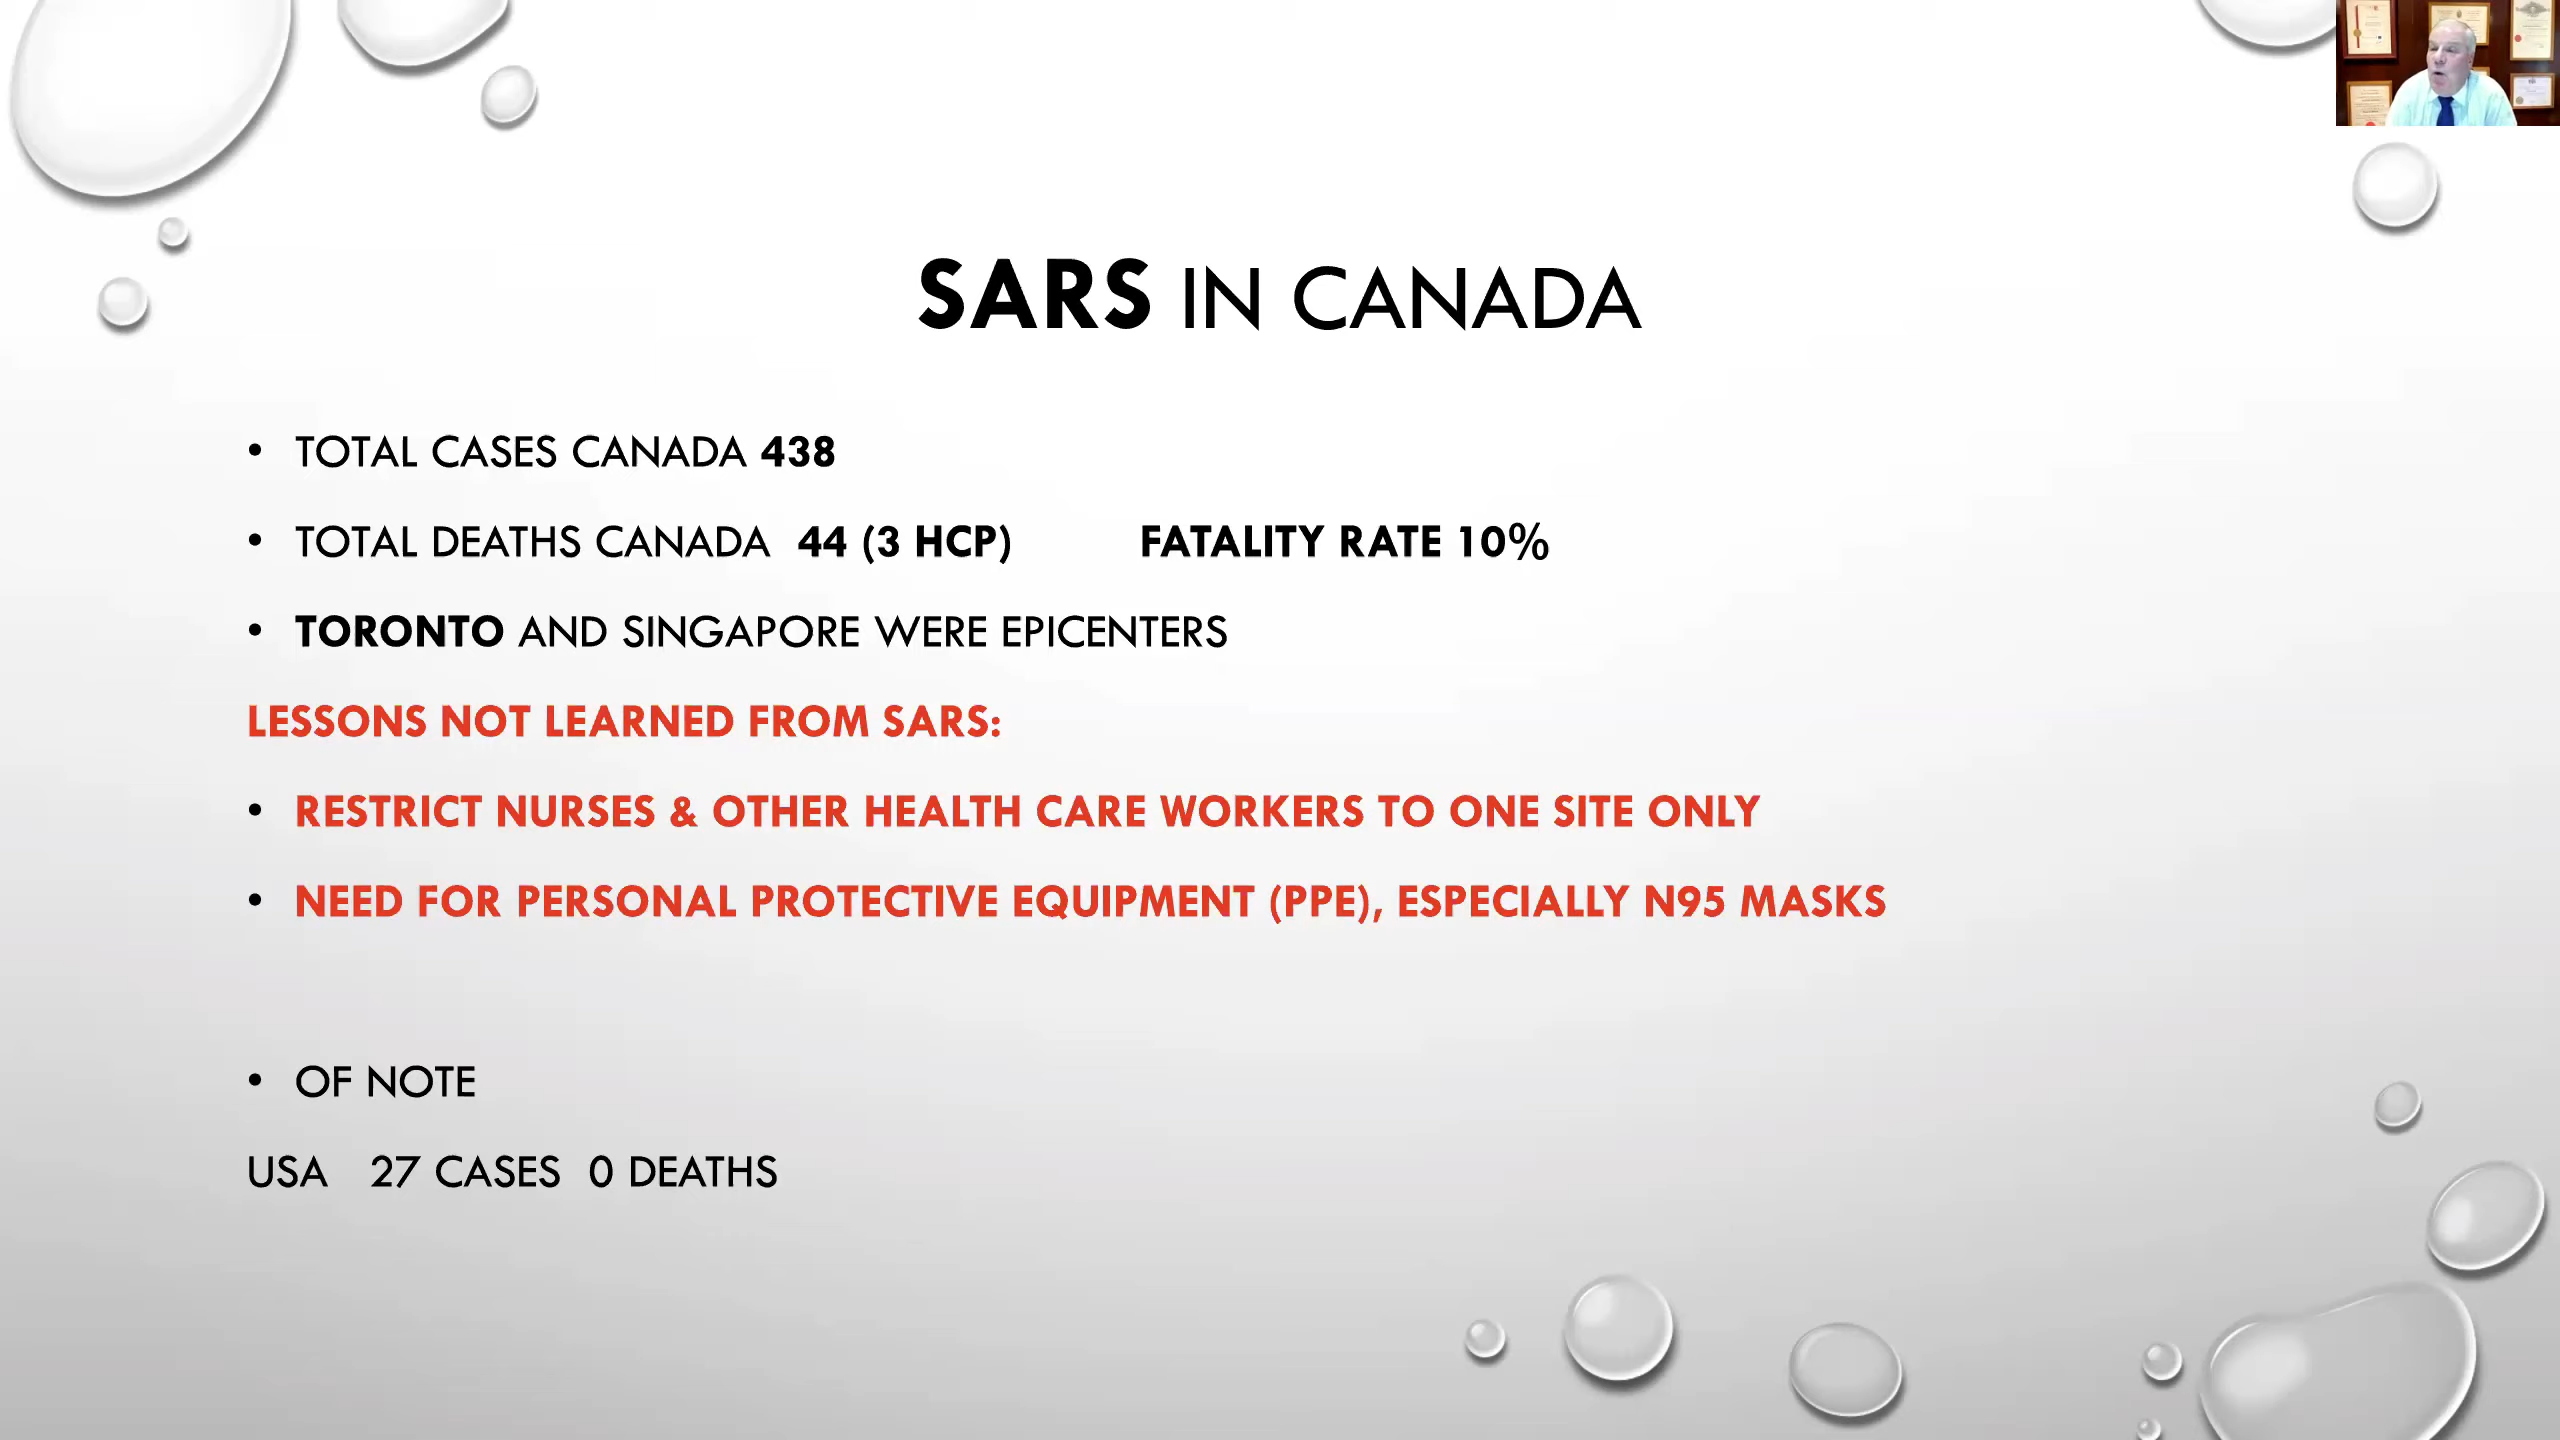 SARS IN CANADA
• TOTAL CASES CANADA 438
• TOTAL DEATHS CANADA 44 (3 HCP) FATALITY RATE 10%
• TORONTO AND SINGAPORE WERE EPICENTERS
LESSONS NOT LEARNED FROM SARS:
• RESTRICT NURSES & OTHER HEALTH CARE WORKERS TO ONE SITE ONLY
• NEED FOR PERSONAL PROTECTIVE EQUIPMENT (PPE), ESPECIALLY N95 MASKS
• OF NOTE
USA 27 CASES 0 DEATHS